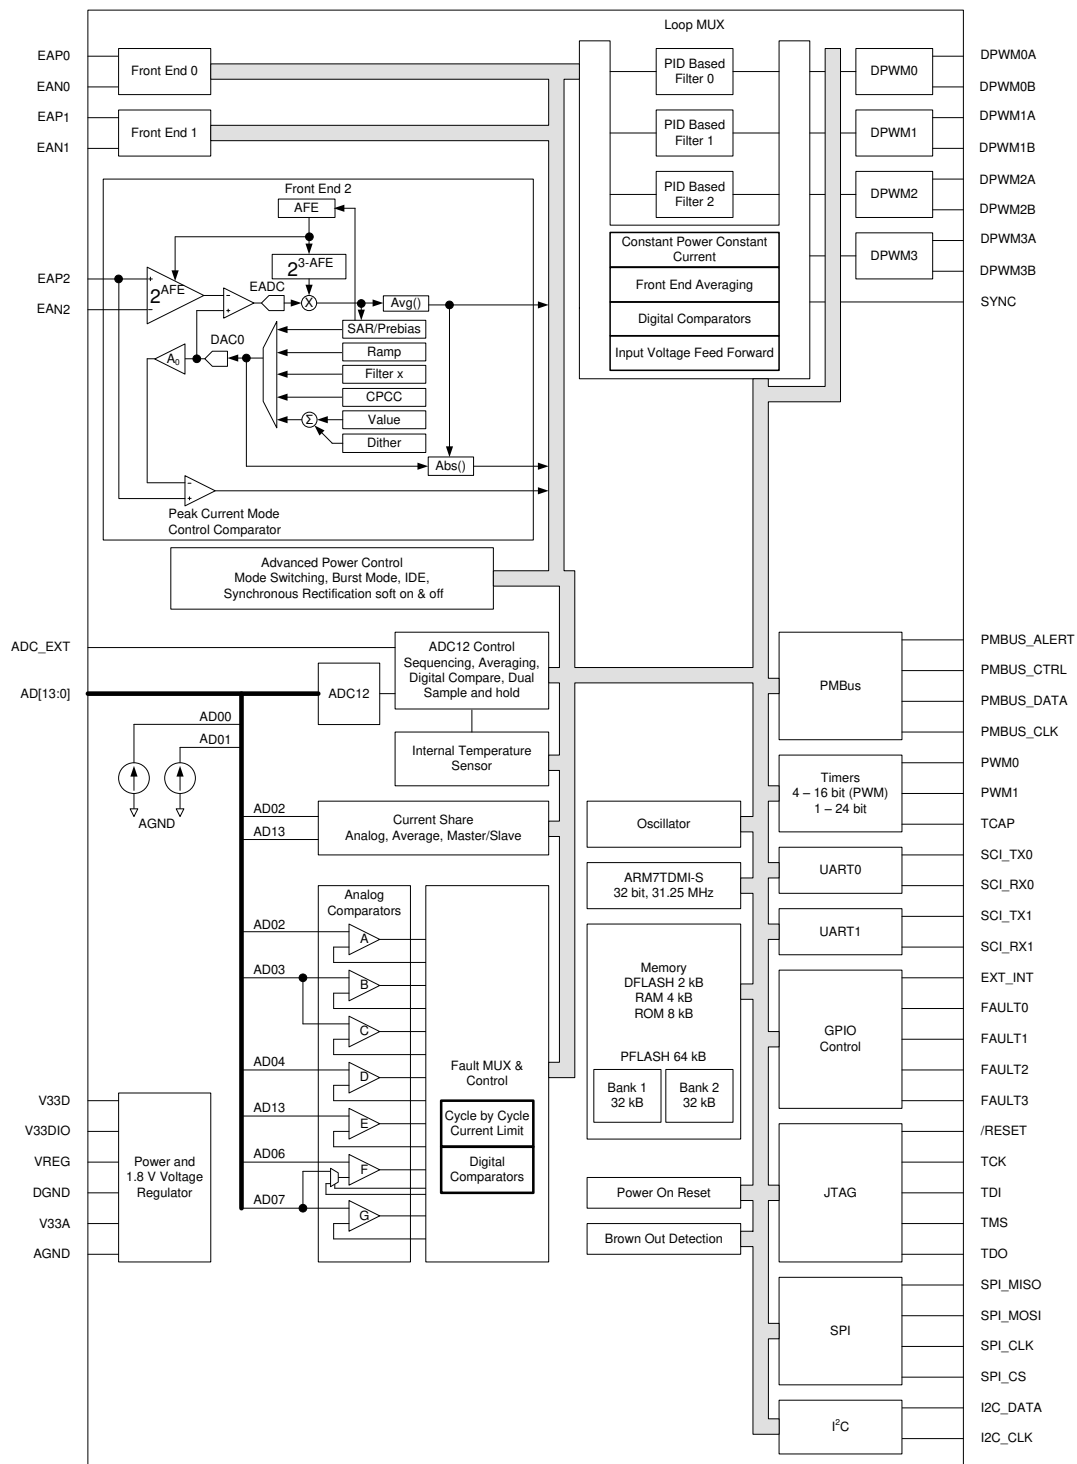 Loop MUX
EAP0
EAN0
EAP1
EAN1
Front End 0
Front End 1
PID Based
Filter 0
PID Based
Filter 1
PID Based
Filter 2
DPWM0
DPWM1
DPWM2
DPWM3
DPWM0A
DPWM0B
DPWM1A
DPWM1B
DPWM2A
DPWM2B
DPWM3A
DPWM3B
SYNC
Constant Power Constant
Current
Front End Averaging
Digital Comparators
Input Voltage Feed Forward
Front End 2
AFE
2^3-AFE
EAP2
EAN2
2^AFE
+
−
−
+
EADC
X
Avg()
DAC0
A₀
SAR/Prebias
Ramp
Filter x
CPCC
Σ
Value
Dither
Abs()
−
+
Peak Current Mode
Control Comparator
Advanced Power Control
Mode Switching, Burst Mode, IDE,
Synchronous Rectification soft on & off
ADC_EXT
AD[13:0]
ADC12
ADC12 Control
Sequencing, Averaging,
Digital Compare, Dual
Sample and hold
AD00
AD01
AGND
Internal Temperature
Sensor
AD02
AD13
Current Share
Analog, Average, Master/Slave
Analog
Comparators
AD02
A
AD03
B
C
AD04
D
AD13
E
AD06
F
AD07
G
Fault MUX &
Control
Cycle by Cycle
Current Limit
Digital
Comparators
V33D
V33DIO
VREG
DGND
V33A
AGND
Power and
1.8 V Voltage
Regulator
Oscillator
ARM7TDMI-S
32 bit, 31.25 MHz
Memory
DFLASH 2 kB
RAM 4 kB
ROM 8 kB
PFLASH 64 kB
Bank 1
32 kB
Bank 2
32 kB
Power On Reset
Brown Out Detection
PMBus
PMBUS_ALERT
PMBUS_CTRL
PMBUS_DATA
PMBUS_CLK
Timers
4 – 16 bit (PWM)
1 – 24 bit
PWM0
PWM1
TCAP
UART0
SCI_TX0
SCI_RX0
UART1
SCI_TX1
SCI_RX1
GPIO
Control
EXT_INT
FAULT0
FAULT1
FAULT2
FAULT3
JTAG
/RESET
TCK
TDI
TMS
TDO
SPI
SPI_MISO
SPI_MOSI
SPI_CLK
SPI_CS
I²C
I2C_DATA
I2C_CLK